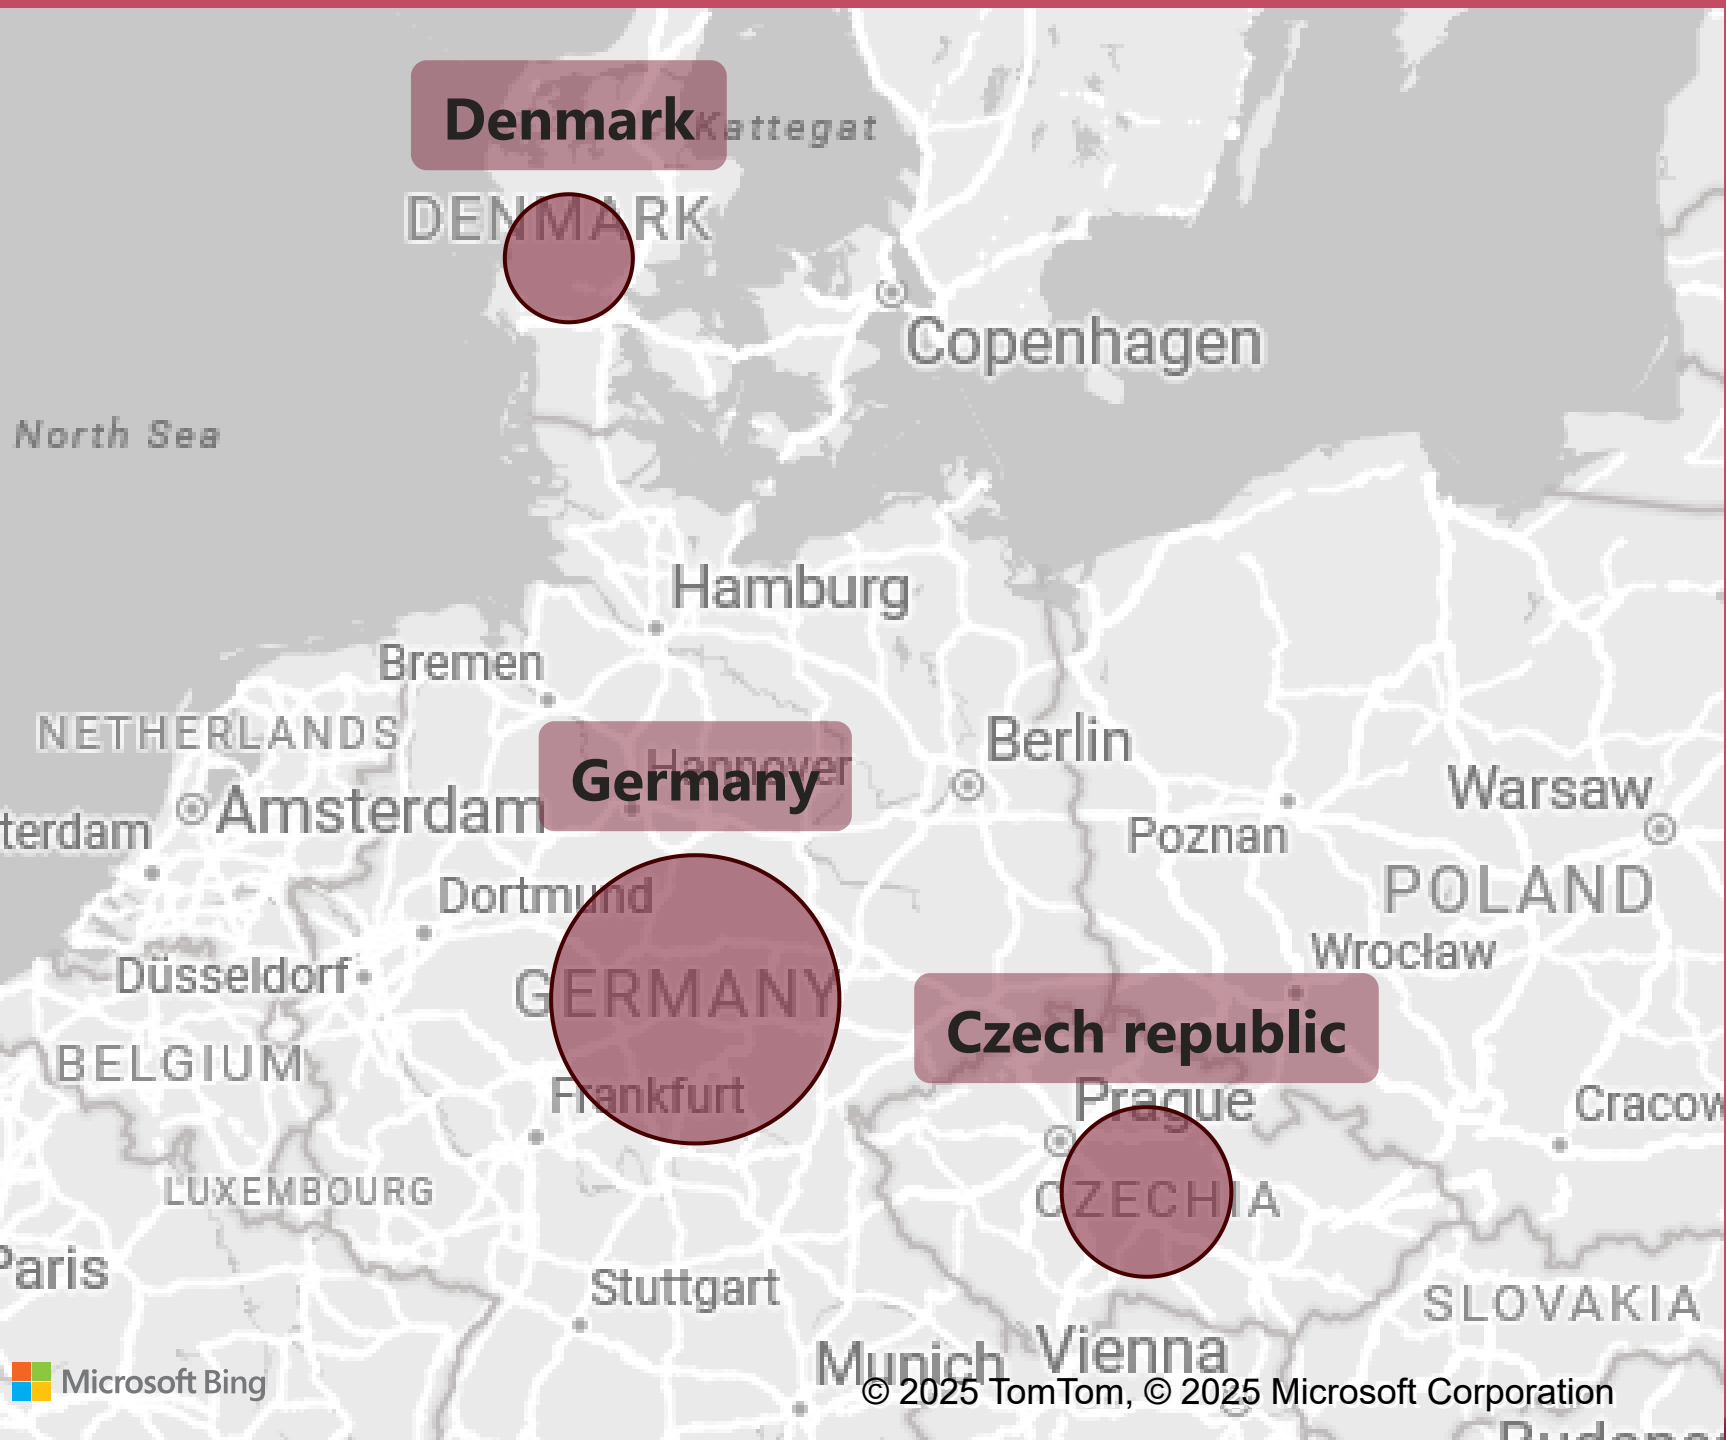 Denmark
Kattegat
DENMARK
Copenhagen
North Sea
Hamburg
Bremen
NETHERLANDS
Hannover
Germany
Berlin
Amsterdam
terdam
Poznan
Warsaw
POLAND
Dortmund
Wrocław
Düsseldorf
GERMANY
Czech republic
BELGIUM
Frankfurt
Prague
Cracow
LUXEMBOURG
CZECHIA
Paris
Stuttgart
SLOVAKIA
Munich
Vienna
Microsoft Bing
© 2025 TomTom, © 2025 Microsoft Corporation